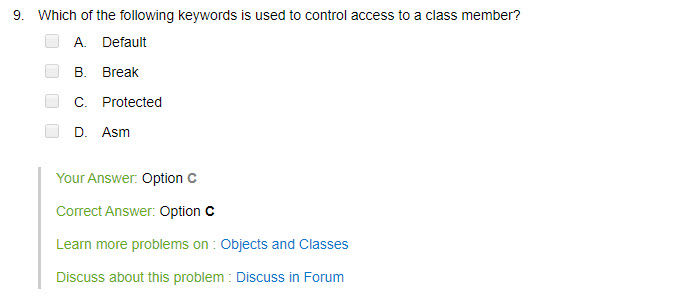 9. Which of the following keywords is used to control access to a class member?
A. Default
B. Break
C. Protected
D. Asm
Your Answer: Option C
Correct Answer: Option C
Learn more problems on : Objects and Classes
Discuss about this problem : Discuss in Forum